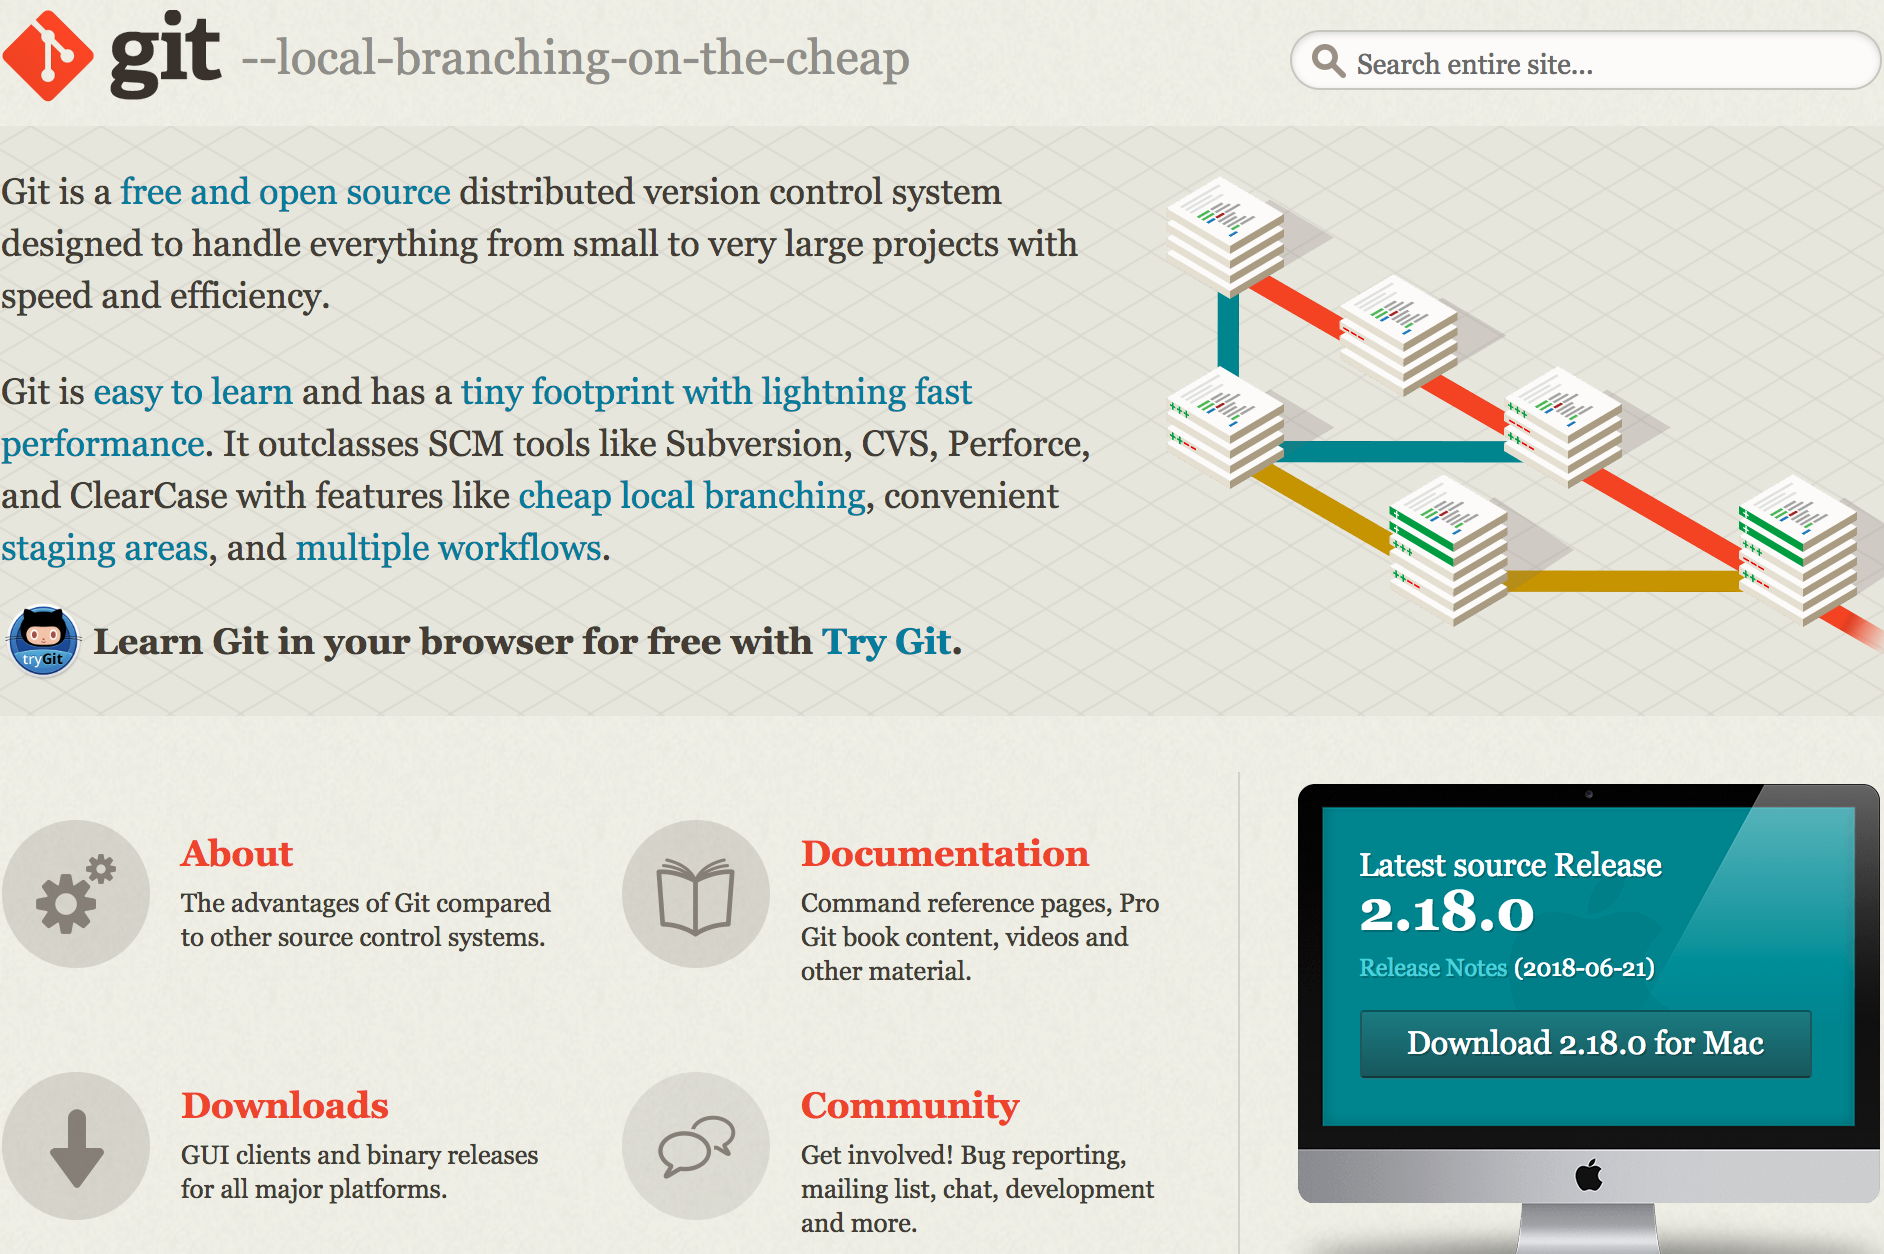 git --local-branching-on-the-cheap
Search entire site...
Git is a free and open source distributed version control system
designed to handle everything from small to very large projects with
speed and efficiency.
Git is easy to learn and has a tiny footprint with lightning fast
performance. It outclasses SCM tools like Subversion, CVS, Perforce,
and ClearCase with features like cheap local branching, convenient
staging areas, and multiple workflows.
tryGit
Learn Git in your browser for free with Try Git.
About
The advantages of Git compared
to other source control systems.
Documentation
Command reference pages, Pro
Git book content, videos and
other material.
Downloads
GUI clients and binary releases
for all major platforms.
Community
Get involved! Bug reporting,
mailing list, chat, development
and more.
Latest source Release
2.18.0
Release Notes (2018-06-21)
Download 2.18.0 for Mac